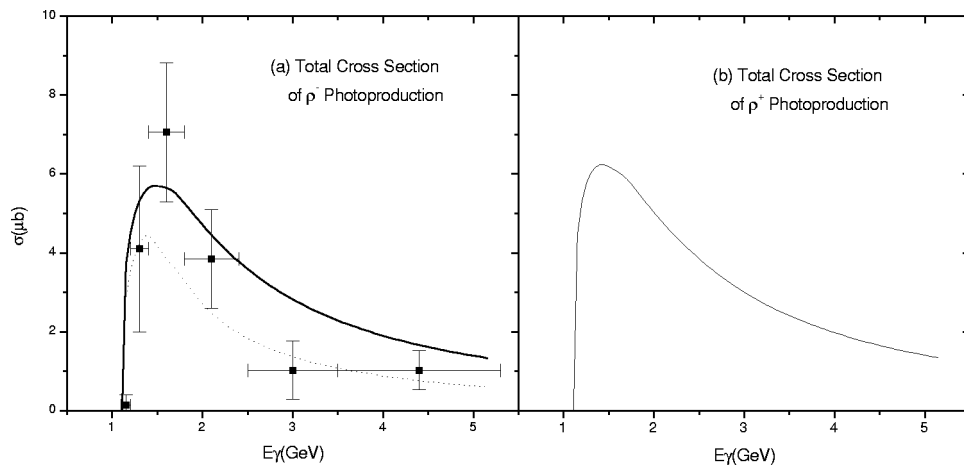 10
8
6
4
2
0
σ(μb)
(a) Total Cross Section
of ρ⁻ Photoproduction
1 2 3 4 5
Eγ(GeV)
(b) Total Cross Section
of ρ⁺ Photoproduction
1 2 3 4 5
Eγ(GeV)